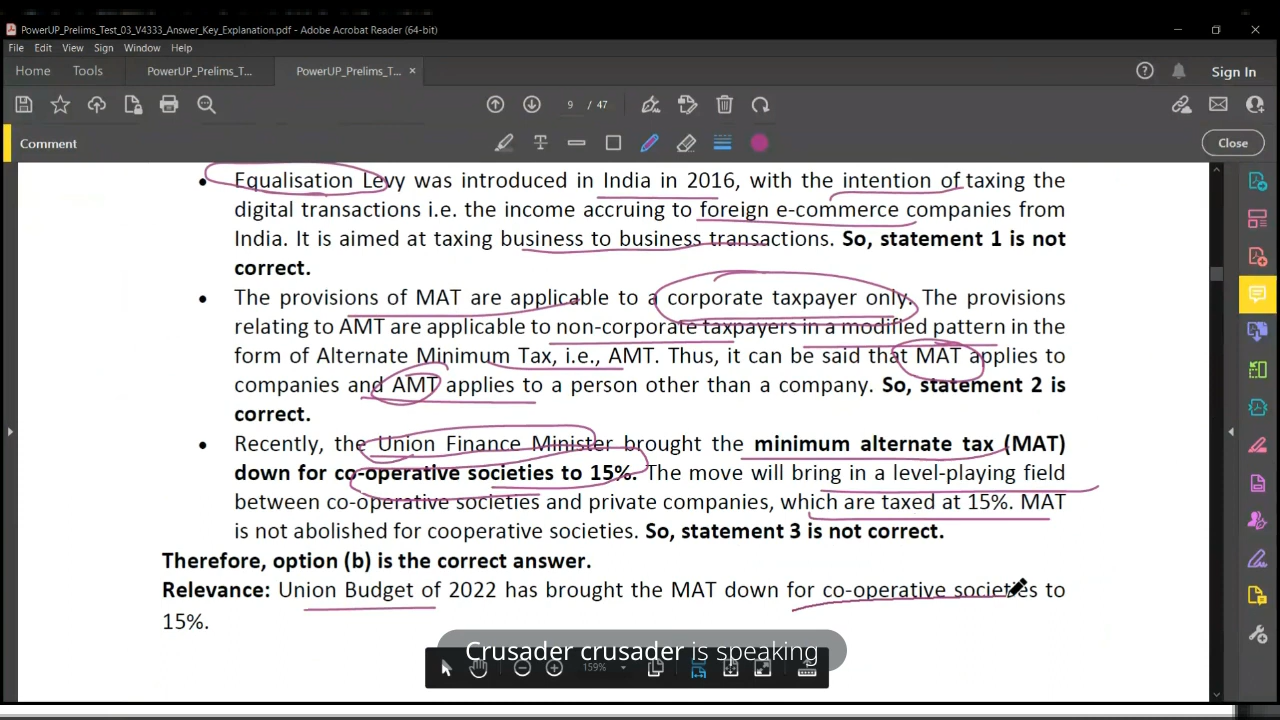 PowerUP_Prelims_Test_03_V4333_Answer_Key_Explanation.pdf - Adobe Acrobat Reader (64-bit)
File Edit View Sign Window Help
Home Tools PowerUP_Prelims_T... PowerUP_Prelims_T... × Sign In
9 / 47
Comment Close
• Equalisation Levy was introduced in India in 2016, with the intention of taxing the
digital transactions i.e. the income accruing to foreign e-commerce companies from
India. It is aimed at taxing business to business transactions. So, statement 1 is not
correct.
• The provisions of MAT are applicable to a corporate taxpayer only. The provisions
relating to AMT are applicable to non-corporate taxpayers in a modified pattern in the
form of Alternate Minimum Tax, i.e., AMT. Thus, it can be said that MAT applies to
companies and AMT applies to a person other than a company. So, statement 2 is
correct.
• Recently, the Union Finance Minister brought the minimum alternate tax (MAT)
down for co-operative societies to 15%. The move will bring in a level-playing field
between co-operative societies and private companies, which are taxed at 15%. MAT
is not abolished for cooperative societies. So, statement 3 is not correct.
Therefore, option (b) is the correct answer.
Relevance: Union Budget of 2022 has brought the MAT down for co-operative societies to
15%.
Crusader crusader is speaking
159%